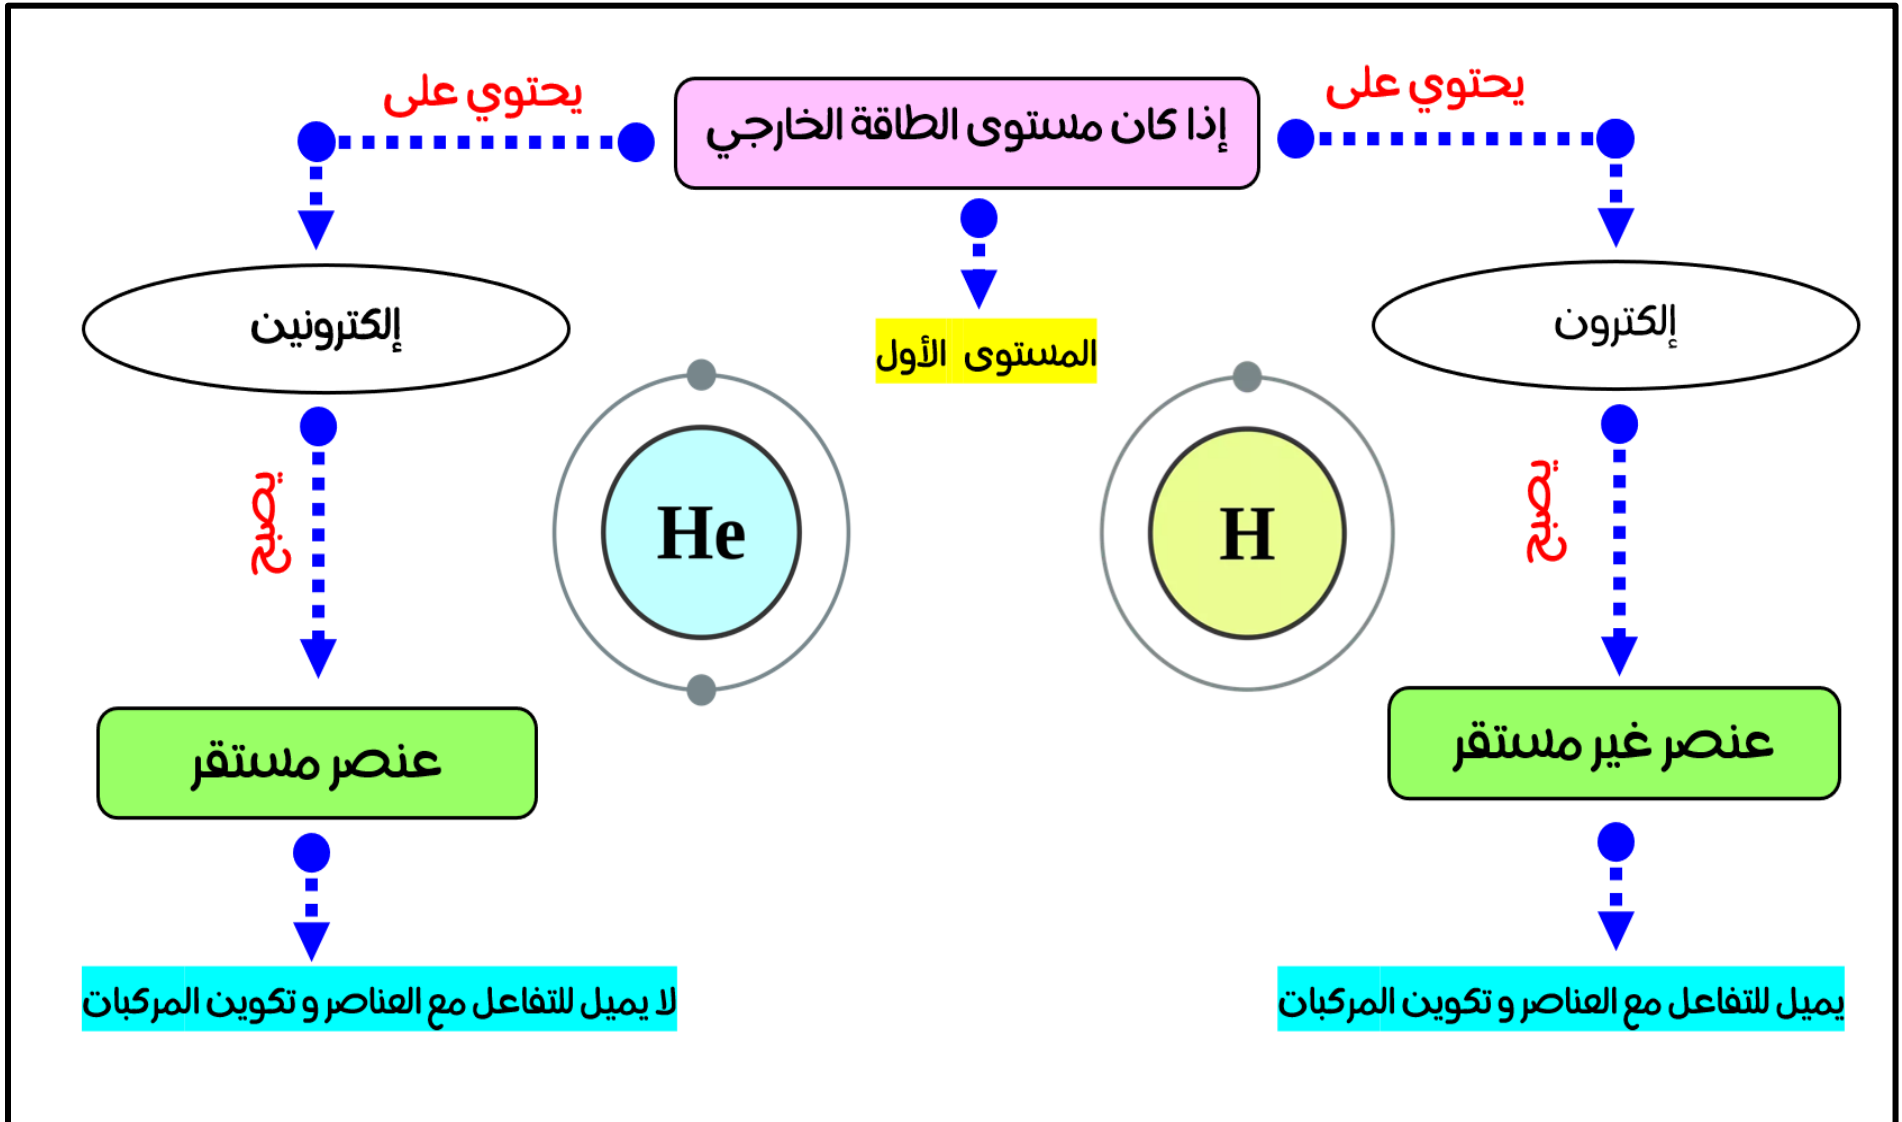 إذا كان مستوى الطاقة الخارجي
يحتوي على
يحتوي على
المستوى الأول
إلكترون
إلكترونين
H
He
يصبح
يصبح
عنصر غير مستقر
عنصر مستقر
يميل للتفاعل مع العناصر و تكوين المركبات
لا يميل للتفاعل مع العناصر و تكوين المركبات